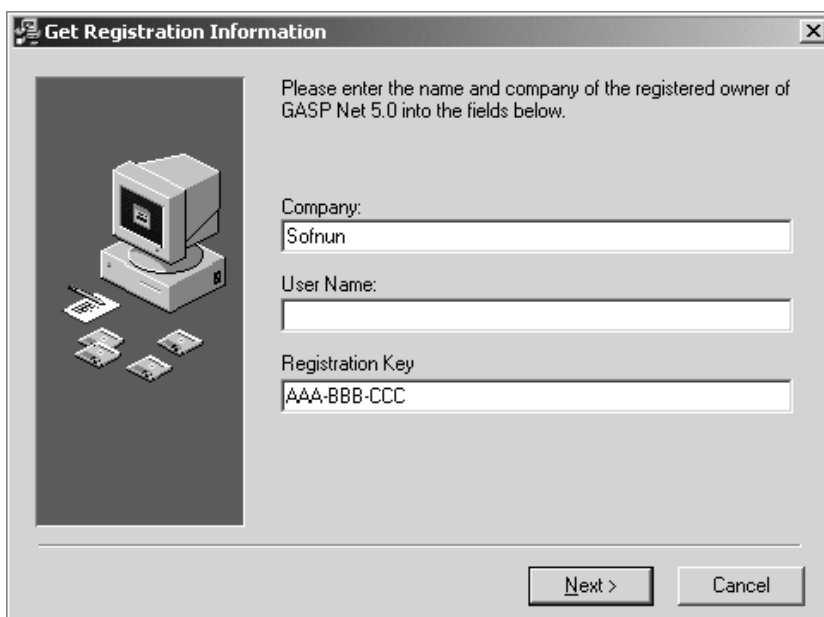 Get Registration Information
Please enter the name and company of the registered owner of
GASP Net 5.0 into the fields below.
Company:
Sofnun
User Name:
Registration Key
AAA-BBB-CCC
Next >
Cancel